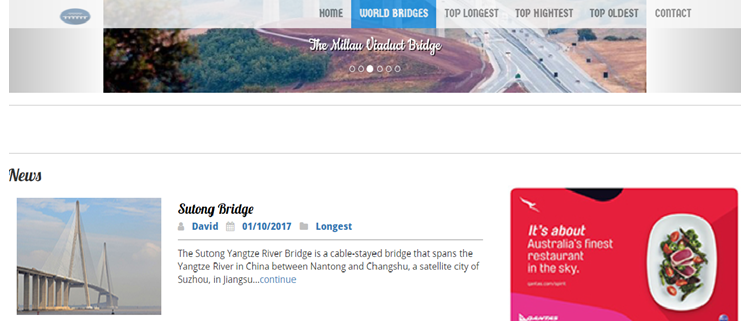 HOME WORLD BRIDGES TOP LONGEST TOP HIGHTEST TOP OLDEST CONTACT
The Millau Viaduct Bridge
News
Sutong Bridge
David 01/10/2017 Longest
The Sutong Yangtze River Bridge is a cable-stayed bridge that spans the
Yangtze River in China between Nantong and Changshu, a satellite city of
Suzhou, in Jiangsu...continue
It's about
Australia's finest
restaurant
in the sky.
qantas.com/spirit
QANTAS